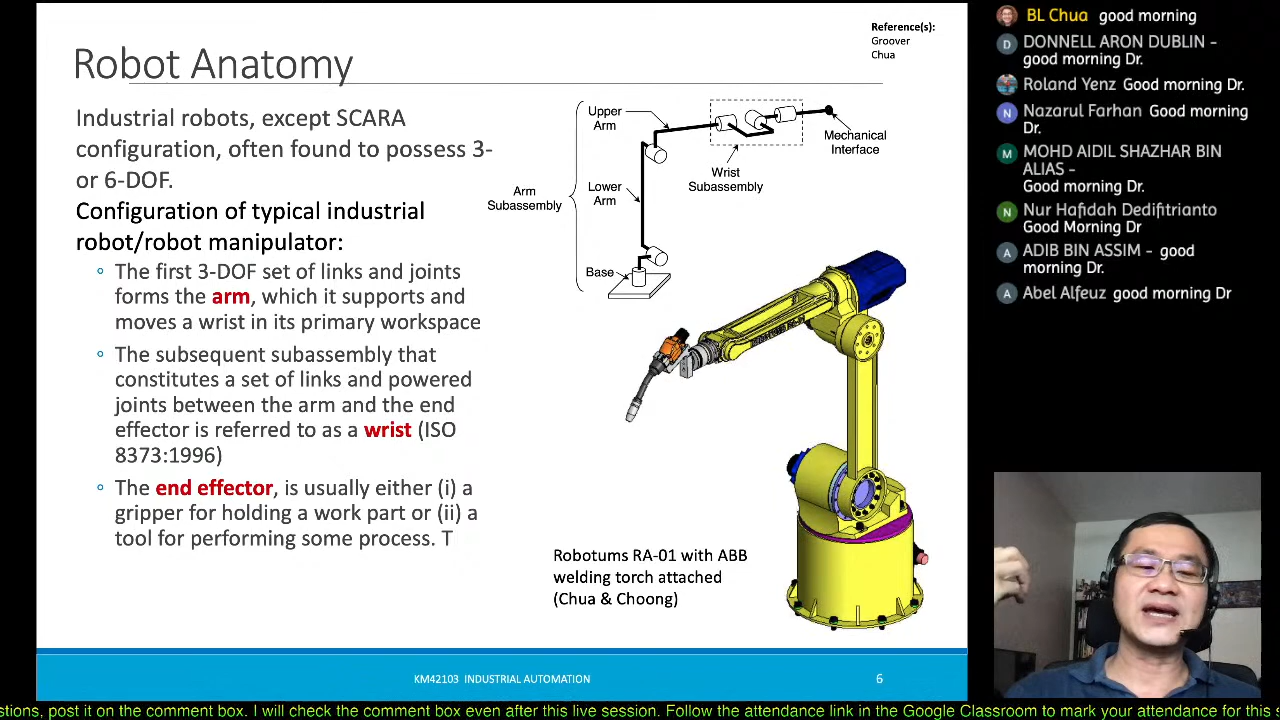 Robot Anatomy
Reference(s):
Groover
Chua
Industrial robots, except SCARA
configuration, often found to possess 3-
or 6-DOF.
Configuration of typical industrial
robot/robot manipulator:
The first 3-DOF set of links and joints
forms the arm, which it supports and
moves a wrist in its primary workspace
The subsequent subassembly that
constitutes a set of links and powered
joints between the arm and the end
effector is referred to as a wrist (ISO
8373:1996)
The end effector, is usually either (i) a
gripper for holding a work part or (ii) a
tool for performing some process. T
Upper
Arm
Mechanical
Interface
Wrist
Subassembly
Arm
Subassembly
Lower
Arm
Base
Robotums RA-01 with ABB
welding torch attached
(Chua & Choong)
KM42103 INDUSTRIAL AUTOMATION
6
BL Chua good morning
D DONNELL ARON DUBLIN -
good morning Dr.
Roland Yenz Good morning Dr.
N Nazarul Farhan Good morning
Dr.
M MOHD AIDIL SHAZHAR BIN
ALIAS -
Good morning Dr.
N Nur Hafidah Dedifitrianto
Good Morning Dr
A ADIB BIN ASSIM - good
morning Dr.
A Abel Alfeuz good morning Dr
stions, post it on the comment box. I will check the comment box even after this live session. Follow the attendance link in the Google Classroom to mark your attendance for this